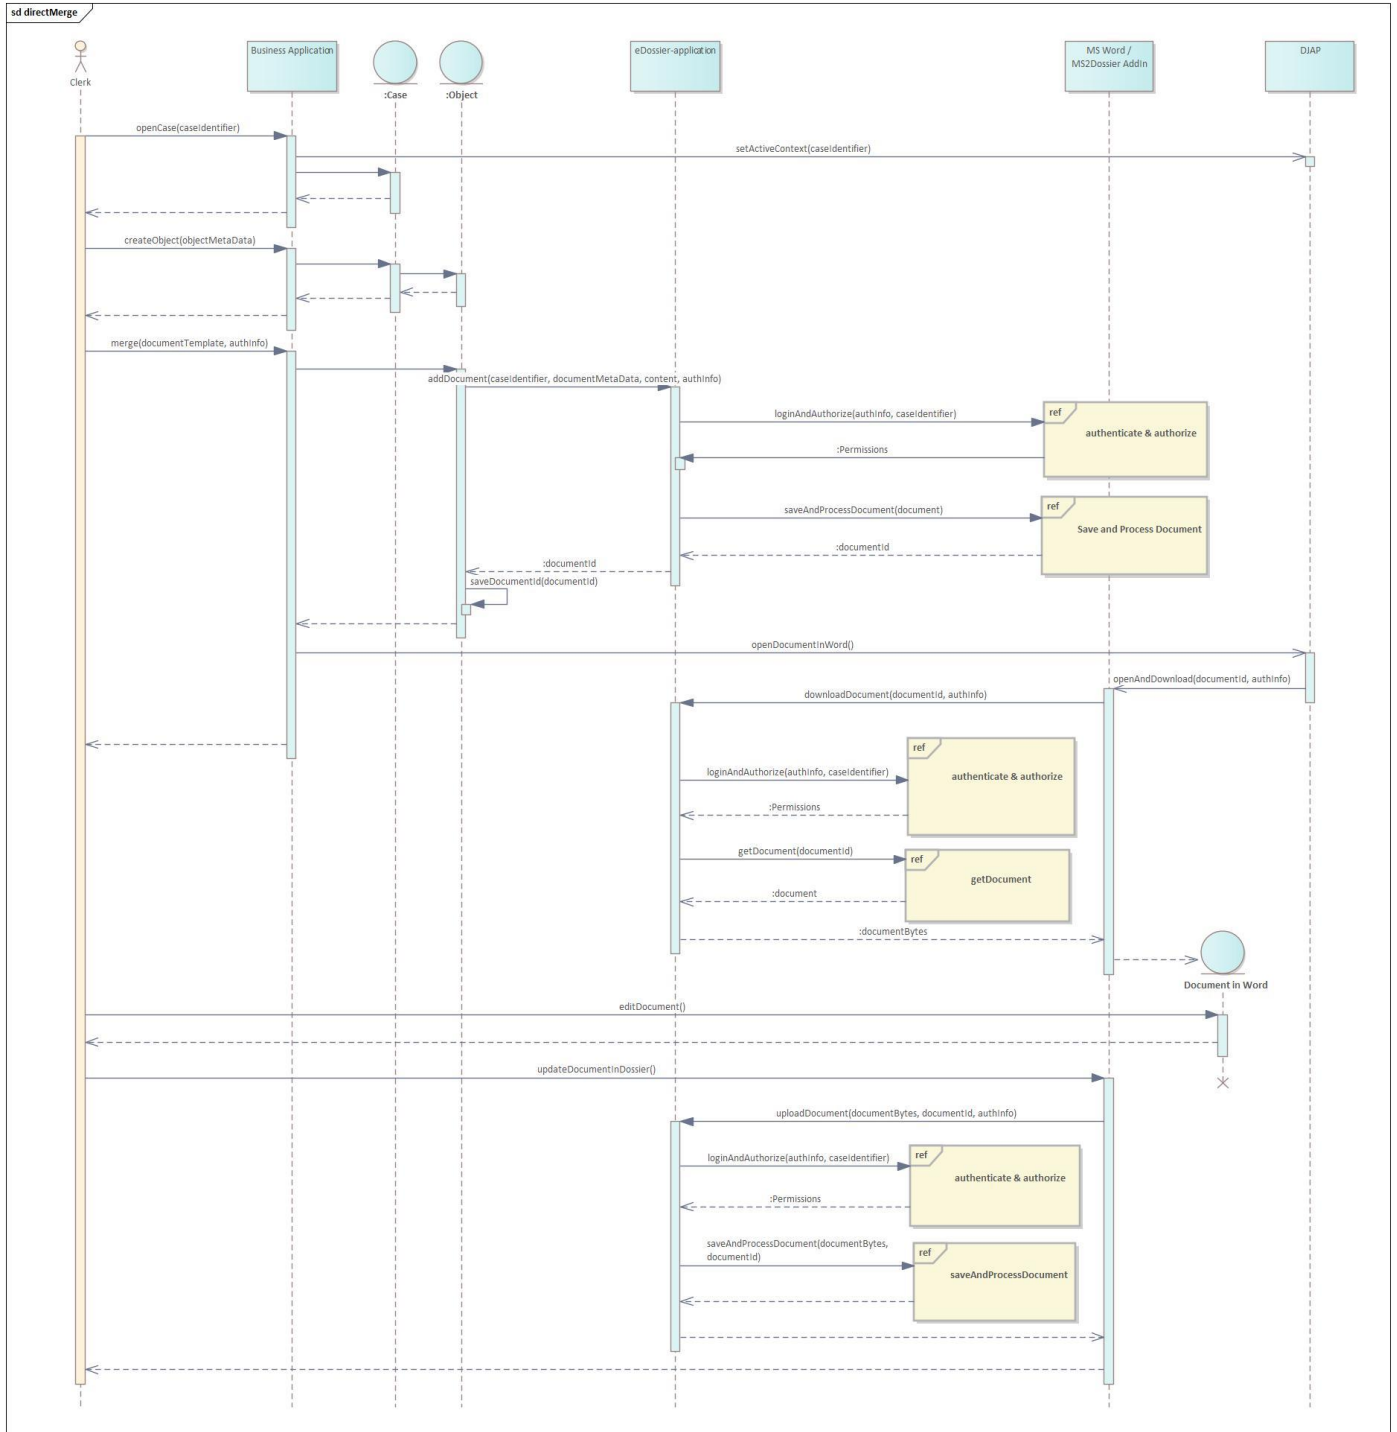 sd directMerge
Clerk
Business Application
:Case
:Object
eDossier-application
MS Word /
MS2Dossier AddIn
DJAP
openCase(caseIdentifier)
setActiveContext(caseIdentifier)
createObject(objectMetaData)
merge(documentTemplate, authInfo)
addDocument(caseIdentifier, documentMetaData, content, authInfo)
loginAndAuthorize(authInfo, caseIdentifier)
ref
authenticate & authorize
:Permissions
saveAndProcessDocument(document)
ref
Save and Process Document
:documentId
:documentId
saveDocumentId(documentId)
openDocumentInWord()
openAndDownload(documentId, authInfo)
downloadDocument(documentId, authInfo)
ref
loginAndAuthorize(authInfo, caseIdentifier)
authenticate & authorize
:Permissions
getDocument(documentId)
ref
getDocument
:document
:documentBytes
Document in Word
editDocument()
updateDocumentInDossier()
uploadDocument(documentBytes, documentId, authInfo)
loginAndAuthorize(authInfo, caseIdentifier)
ref
authenticate & authorize
:Permissions
saveAndProcessDocument(documentBytes,
documentId)
ref
saveAndProcessDocument